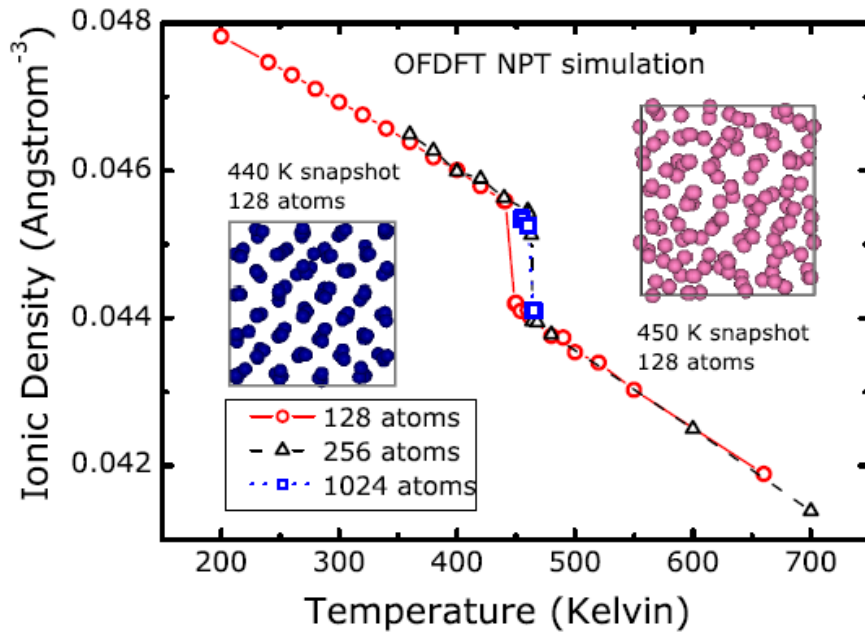 0.048
0.046
0.044
0.042
Ionic Density (Angstrom⁻³)
OFDFT NPT simulation
440 K snapshot
128 atoms
450 K snapshot
128 atoms
128 atoms
256 atoms
1024 atoms
200 300 400 500 600 700
Temperature (Kelvin)